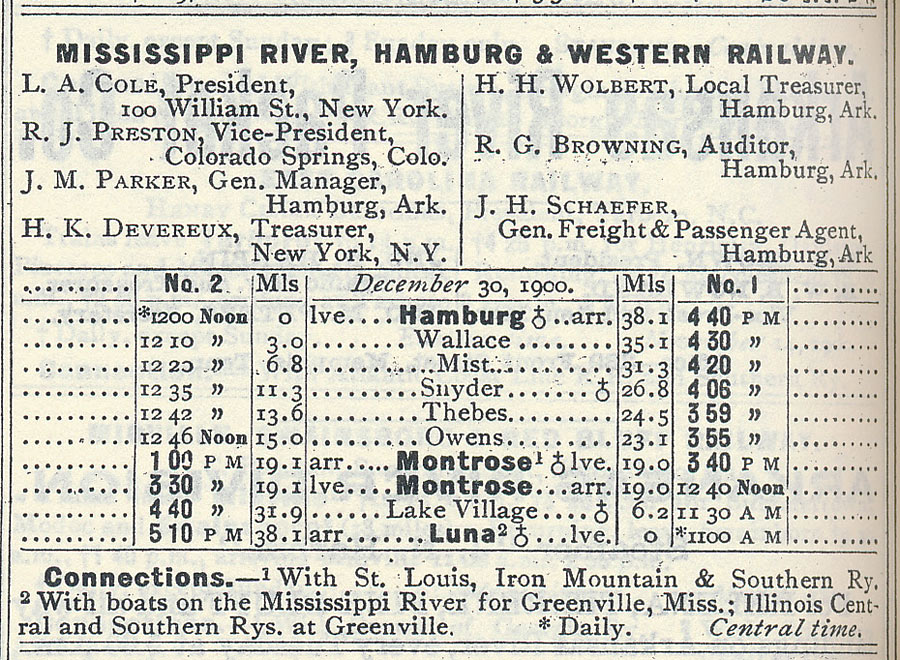 MISSISSIPPI RIVER, HAMBURG & WESTERN RAILWAY.
L. A. COLE, President,
100 William St., New York.
R. J. PRESTON, Vice-President,
Colorado Springs, Colo.
J. M. PARKER, Gen. Manager,
Hamburg, Ark.
H. K. DEVEREUX, Treasurer,
New York, N.Y.
H. H. WOLBERT, Local Treasurer,
Hamburg, Ark.
R. G. BROWNING, Auditor,
Hamburg, Ark.
J. H. SCHAEFER,
Gen. Freight & Passenger Agent,
Hamburg, Ark
........ No. 2 Mls December 30, 1900. Mls No. 1 ........
........ *1200 Noon 0 lve....Hamburg ♁..arr. 38.1 4 40 P M ........
........ 12 10 " 3.0 ........Wallace........ 35.1 4 30 " ........
........ 12 20 " 6.8 ........Mist........ 31.3 4 20 " ........
........ 12 35 " 11.3 ........Snyder.......♁ 26.8 4 06 " ........
........ 12 42 " 13.6 ........Thebes........ 24.5 3 59 " ........
........ 12 46 Noon 15.0 ........Owens........ 23.1 3 55 " ........
........ 1 00 P M 19.1 arr.....Montrose¹ ♁ lve. 19.0 3 40 P M ........
........ 3 30 " 19.1 lve.....Montrose...arr. 19.0 12 40 Noon ........
........ 4 40 " 31.9 ......Lake Village....♁ 6.2 11 30 A M ........
........ 5 10 P M 38.1 arr......Luna² ♁...lve. 0 *1100 A M ........
Connections.—¹ With St. Louis, Iron Mountain & Southern Ry.
² With boats on the Mississippi River for Greenville, Miss.; Illinois Cent-
ral and Southern Rys. at Greenville. * Daily. Central time.